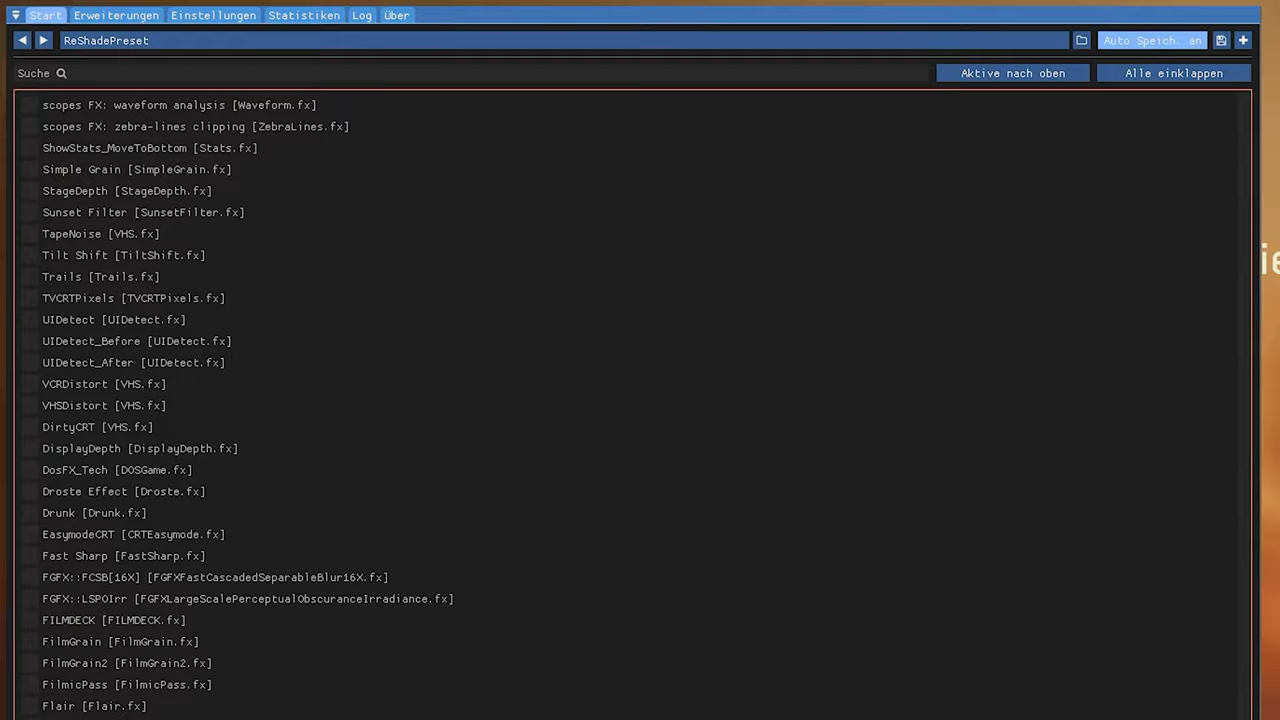 Start Erweiterungen Einstellungen Statistiken Log Über
ReShadePreset Auto Speich. an
Suche Aktive nach oben Alle einklappen
scopes FX: waveform analysis [Waveform.fx]
scopes FX: zebra-lines clipping [ZebraLines.fx]
ShowStats_MoveToBottom [Stats.fx]
Simple Grain [SimpleGrain.fx]
StageDepth [StageDepth.fx]
Sunset Filter [SunsetFilter.fx]
TapeNoise [VHS.fx]
Tilt Shift [TiltShift.fx]
Trails [Trails.fx]
TVCRTPixels [TVCRTPixels.fx]
UIDetect [UIDetect.fx]
UIDetect_Before [UIDetect.fx]
UIDetect_After [UIDetect.fx]
VCRDistort [VHS.fx]
VHSDistort [VHS.fx]
DirtyCRT [VHS.fx]
DisplayDepth [DisplayDepth.fx]
DosFX_Tech [DOSGame.fx]
Droste Effect [Droste.fx]
Drunk [Drunk.fx]
EasymodeCRT [CRTEasymode.fx]
Fast Sharp [FastSharp.fx]
FGFX::FCSB[16X] [FGFXFastCascadedSeparableBlur16X.fx]
FGFX::LSPOIrr [FGFXLargeScalePerceptualObscuranceIrradiance.fx]
FILMDECK [FILMDECK.fx]
FilmGrain [FilmGrain.fx]
FilmGrain2 [FilmGrain2.fx]
FilmicPass [FilmicPass.fx]
Flair [Flair.fx]